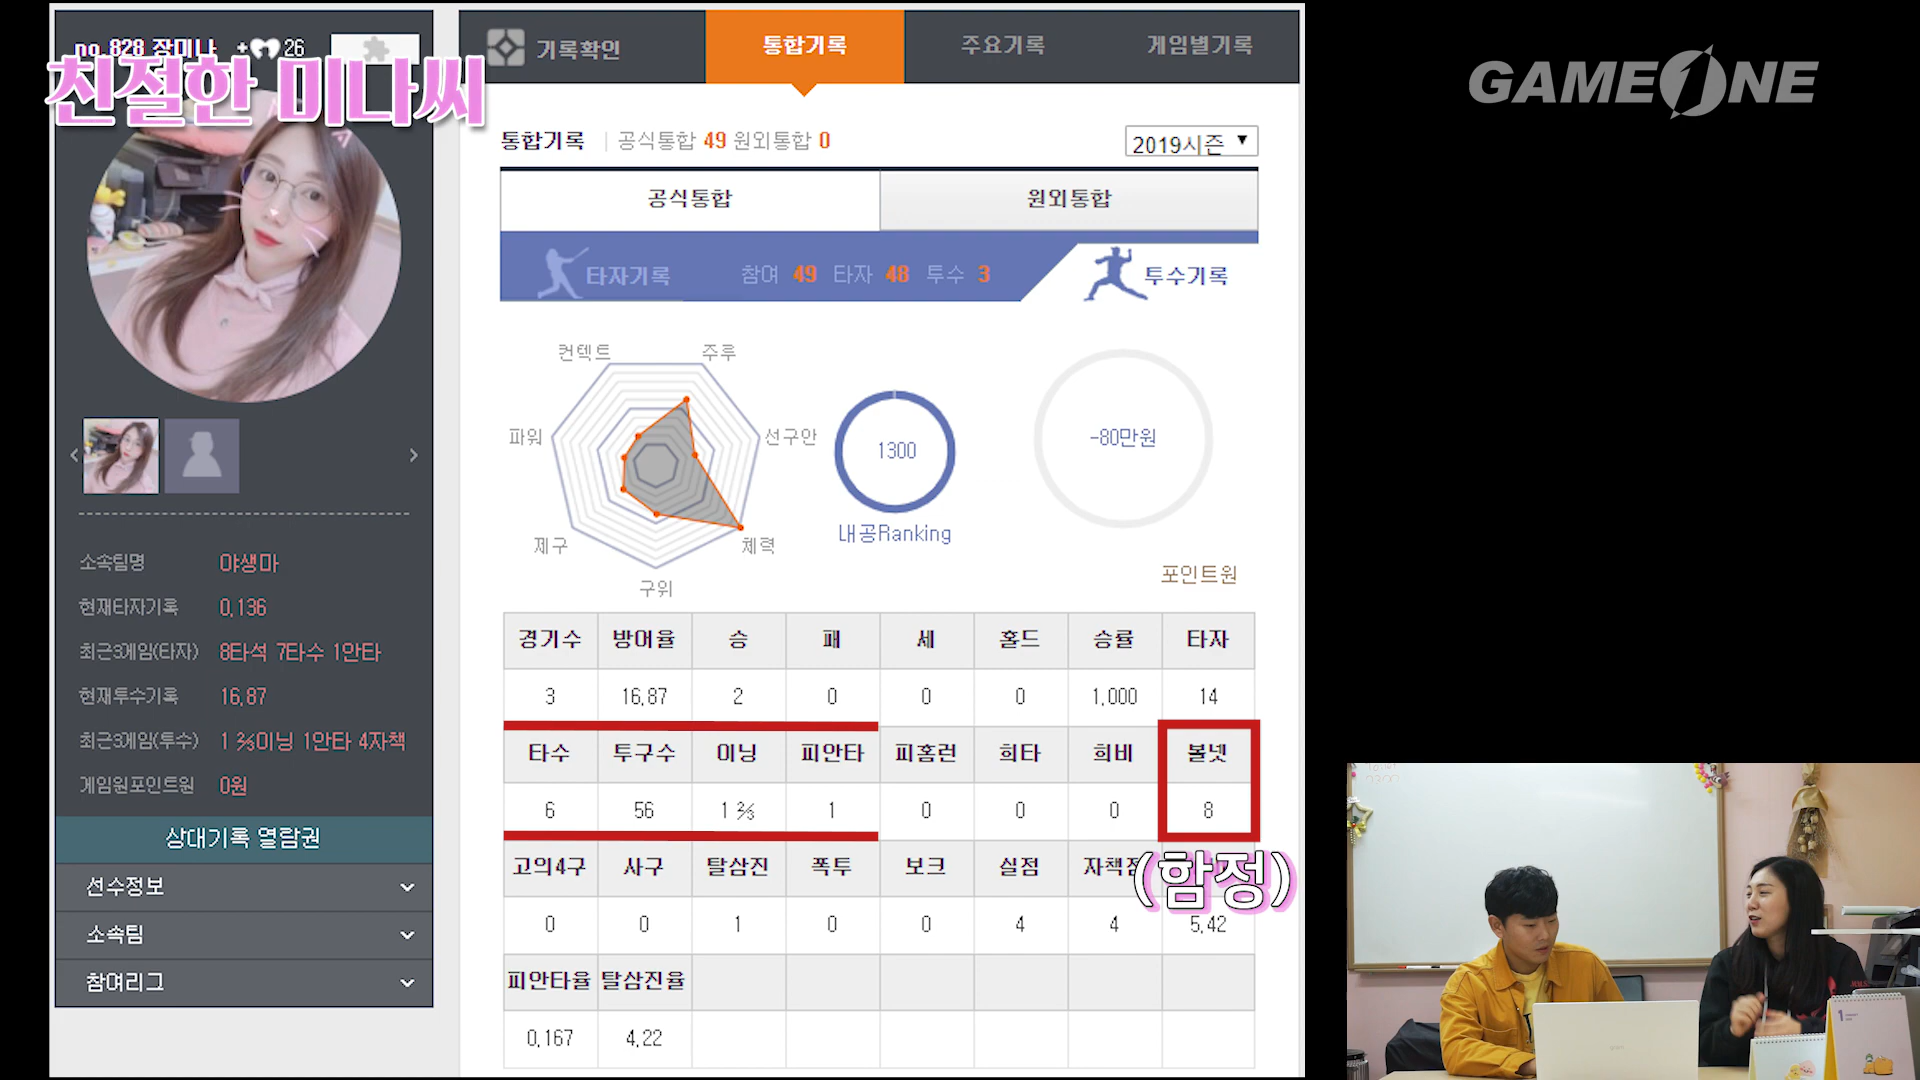 no.828 장미나 + 26
친절한 미나씨
소속팀명 야생마
현재타자기록 0.136
최근3게임(타자) 8타석 7타수 1안타
현재투수기록 16.87
최근3게임(투수) 1 ⅔이닝 1안타 4자책
게임원포인트원 0원
상대기록 열람권
선수정보
소속팀
참여리그
기록확인 통합기록 주요기록 게임별기록
통합기록 공식통합 49 원외통합 0
2019시즌
공식통합 원외통합
타자기록 참여 49 타자 48 투수 3 투수기록
컨텍트 주루
파워 선구안
제구 체력
구위
1300
내공Ranking
-80만원
포인트원
경기수 방어율 승 패 세 홀드 승률 타자
3 16.87 2 0 0 0 1.000 14
타수 투구수 이닝 피안타 피홈런 희타 희비 볼넷
6 56 1 ⅔ 1 0 0 0 8
고의4구 사구 탈삼진 폭투 보크 실점 자책점
(함정)
0 0 1 0 0 4 4 5.42
피안타율 탈삼진율
0.167 4.22
GAMEONE